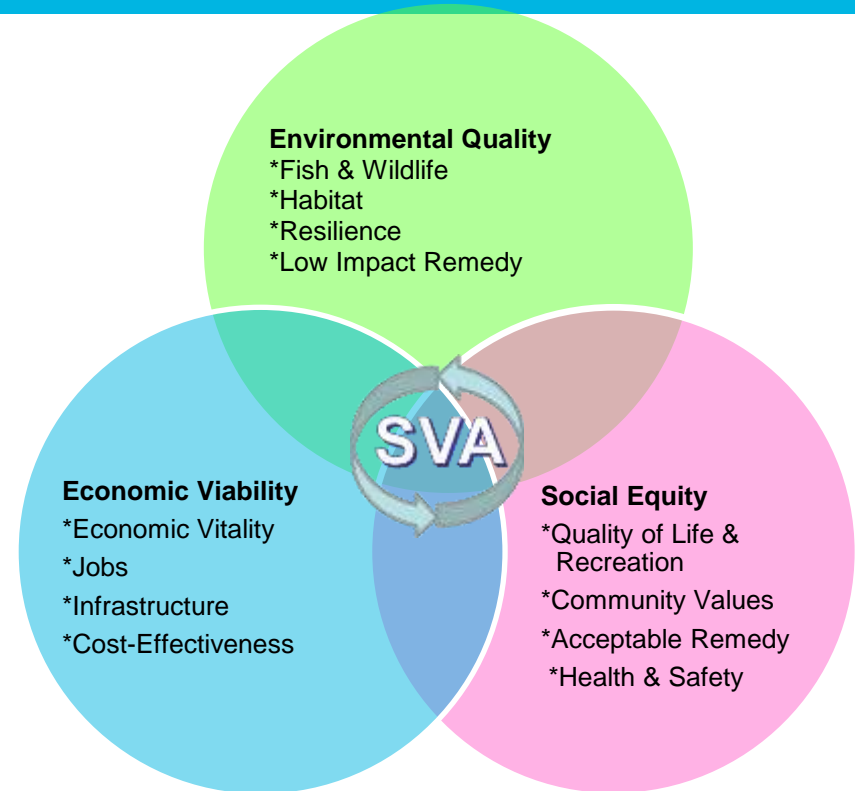 Environmental Quality
*Fish & Wildlife
*Habitat
*Resilience
*Low Impact Remedy
SVA
Economic Viability
*Economic Vitality
*Jobs
*Infrastructure
*Cost-Effectiveness
Social Equity
*Quality of Life &
Recreation
*Community Values
*Acceptable Remedy
*Health & Safety